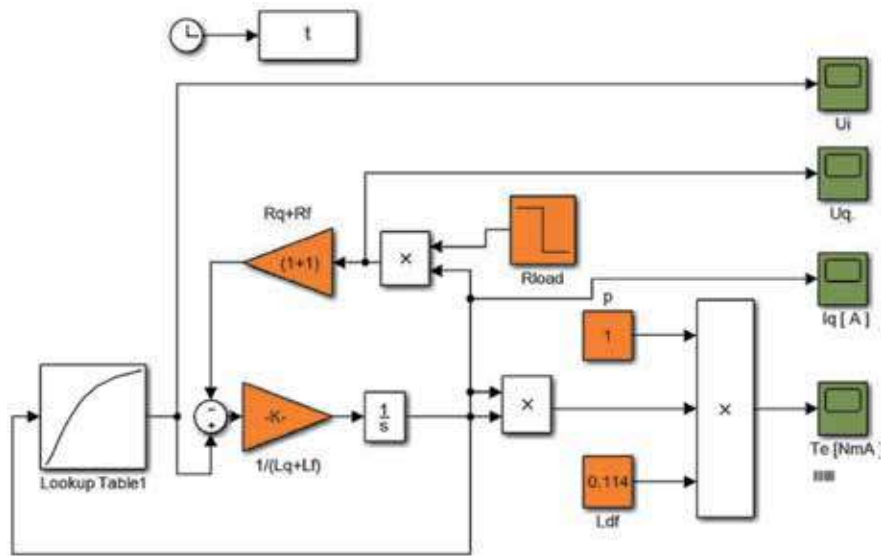 t
Ui
Uq.
Rq+Rf
(1+1)
×
Rload
Iq [ A ]
p
1
×
Lookup Table1
-
+
-K-
1/(Lq+Lf)
1
s
×
Te [NmA ]
0.114
Ldf